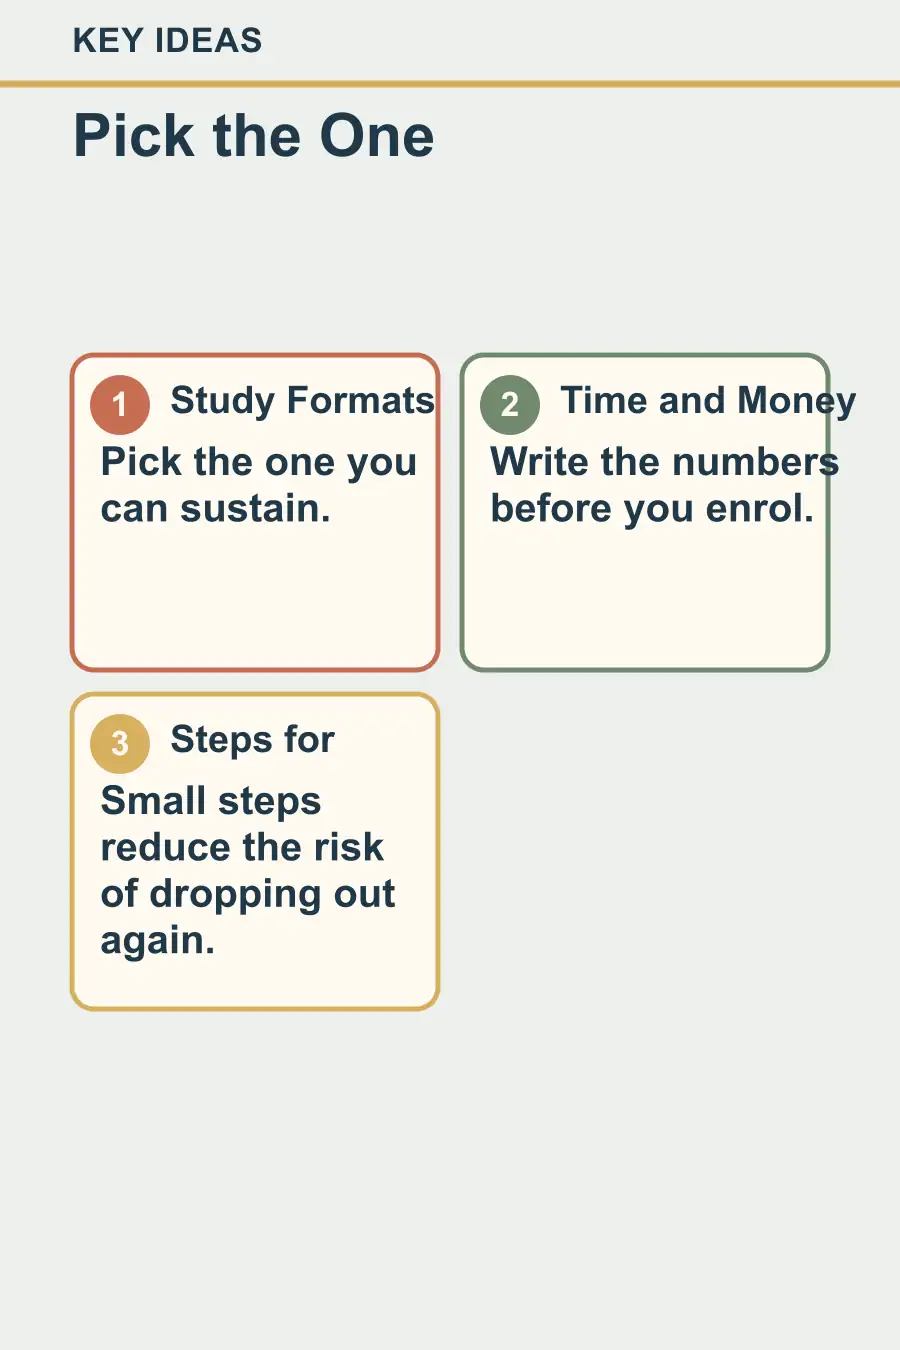 KEY IDEAS
Pick the One
1 Study Formats
Pick the one you
can sustain.
2 Time and Money
Write the numbers
before you enrol.
3 Steps for
Small steps
reduce the risk
of dropping out
again.